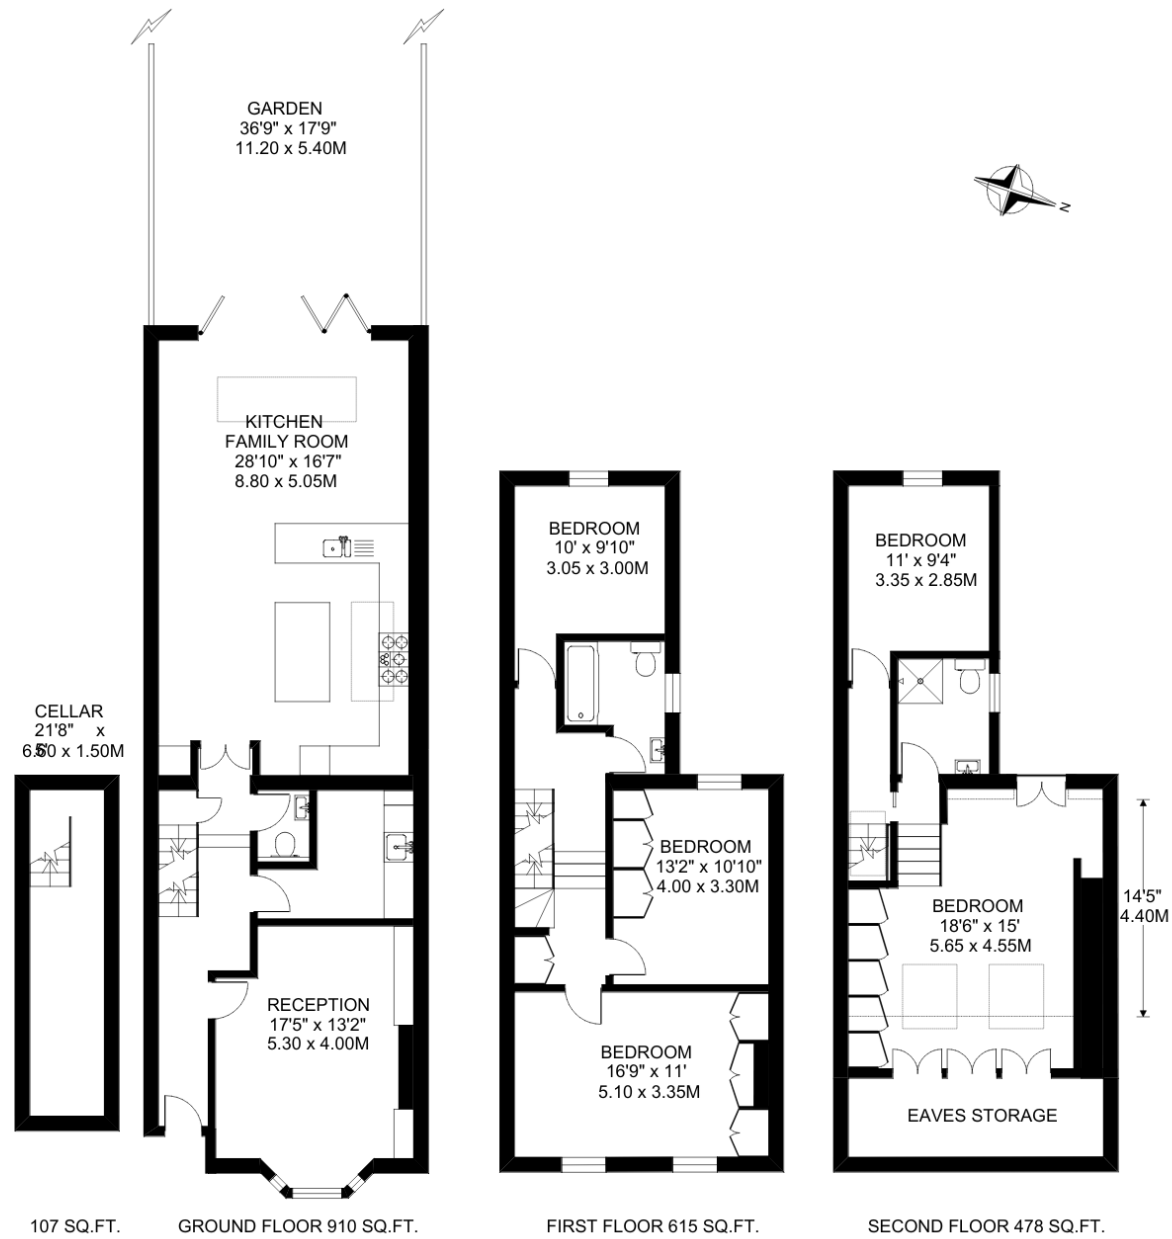 GARDEN
36'9" x 17'9"
11.20 x 5.40M
N
KITCHEN
FAMILY ROOM
28'10" x 16'7"
8.80 x 5.05M
BEDROOM
10' x 9'10"
3.05 x 3.00M
BEDROOM
11' x 9'4"
3.35 x 2.85M
CELLAR
21'8" x
6.60 x 1.50M
BEDROOM
13'2" x 10'10"
4.00 x 3.30M
14'5"
4.40M
BEDROOM
18'6" x 15'
5.65 x 4.55M
RECEPTION
17'5" x 13'2"
5.30 x 4.00M
BEDROOM
16'9" x 11'
5.10 x 3.35M
EAVES STORAGE
107 SQ.FT.
GROUND FLOOR 910 SQ.FT.
FIRST FLOOR 615 SQ.FT.
SECOND FLOOR 478 SQ.FT.